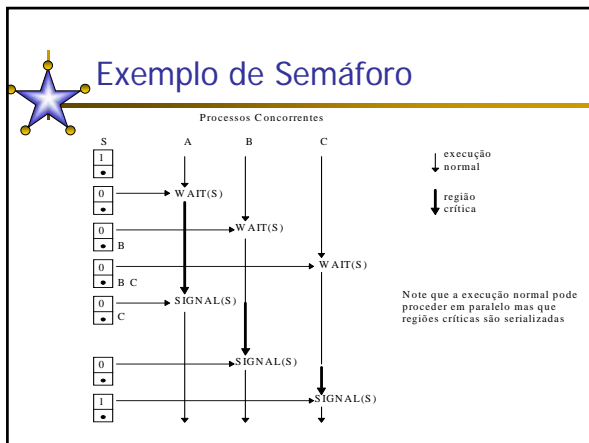 Exemplo de Semáforo
Processos Concorrentes
S A B C
1
execução
normal
0 WAIT(S)
região
crítica
0 WAIT(S)
B
0 WAIT(S)
B C
Note que a execução normal pode
proceder em paralelo mas que
regiões críticas são serializadas
0 SIGNAL(S)
C
0 SIGNAL(S)
1 SIGNAL(S)